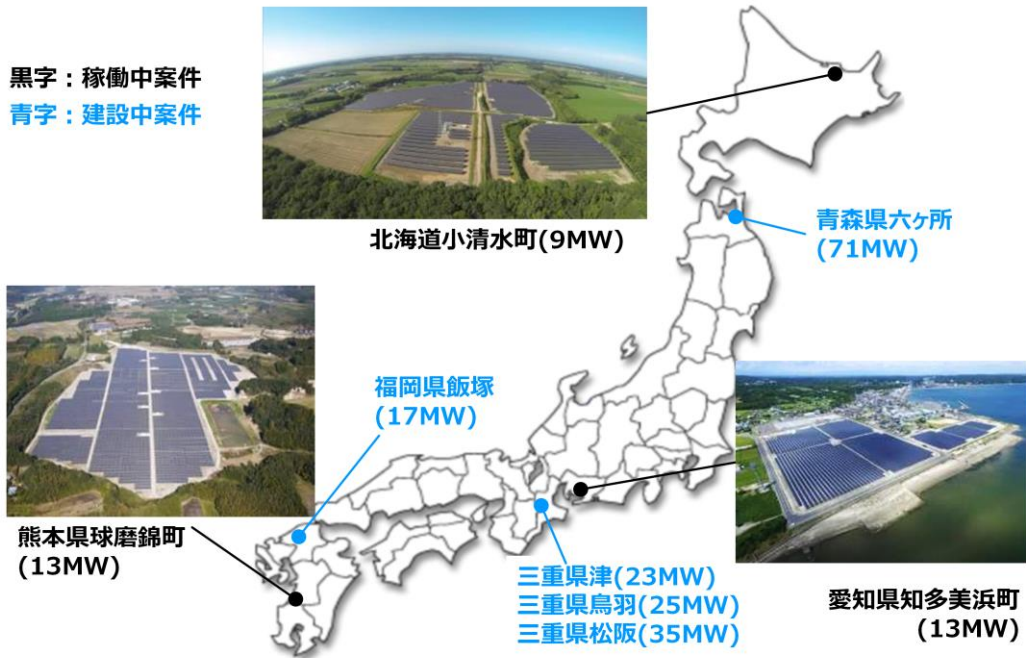 黒字：稼働中案件
青字：建設中案件
北海道小清水町(9MW)
青森県六ヶ所
(71MW)
福岡県飯塚
(17MW)
熊本県球磨錦町
(13MW)
三重県津(23MW)
三重県鳥羽(25MW)
三重県松阪(35MW)
愛知県知多美浜町
(13MW)